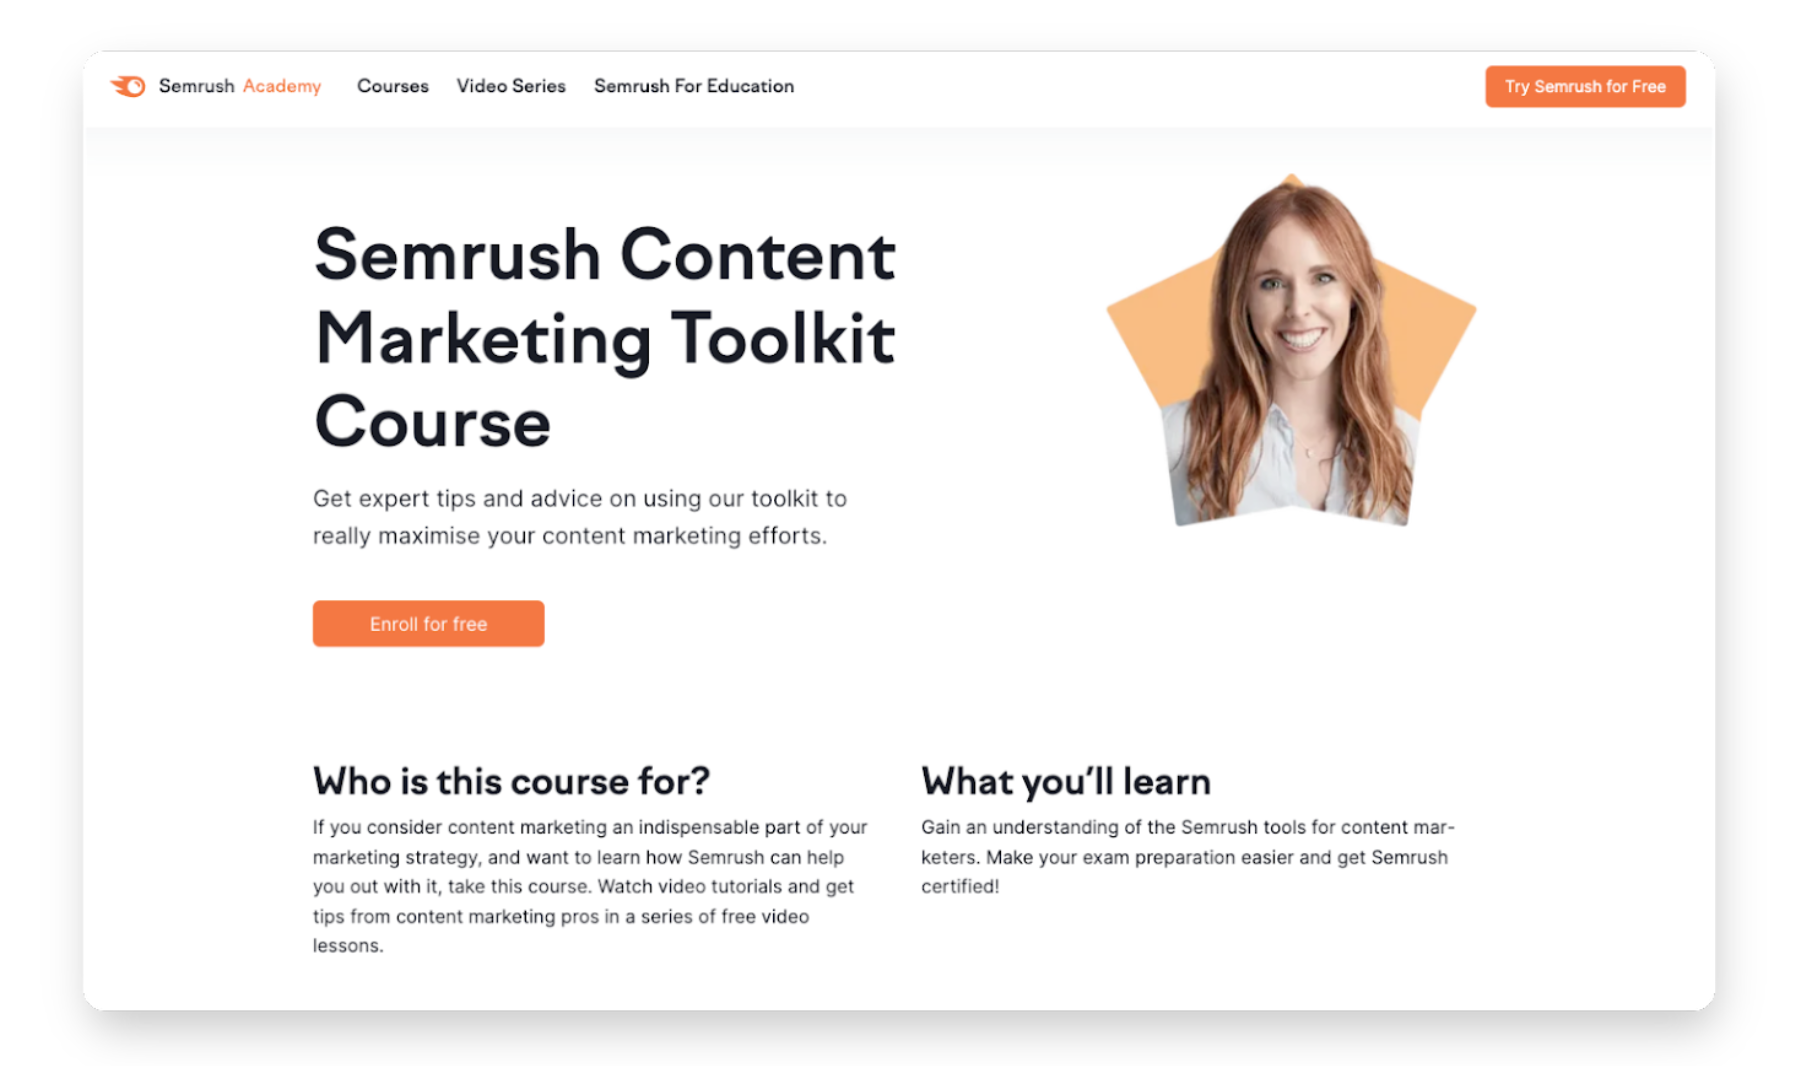 Semrush Academy Courses Video Series Semrush For Education Try Semrush for Free
Semrush Content
Marketing Toolkit
Course
Get expert tips and advice on using our toolkit to
really maximise your content marketing efforts.
Enroll for free
Who is this course for?
If you consider content marketing an indispensable part of your
marketing strategy, and want to learn how Semrush can help
you out with it, take this course. Watch video tutorials and get
tips from content marketing pros in a series of free video
lessons.
What you’ll learn
Gain an understanding of the Semrush tools for content mar-
keters. Make your exam preparation easier and get Semrush
certified!